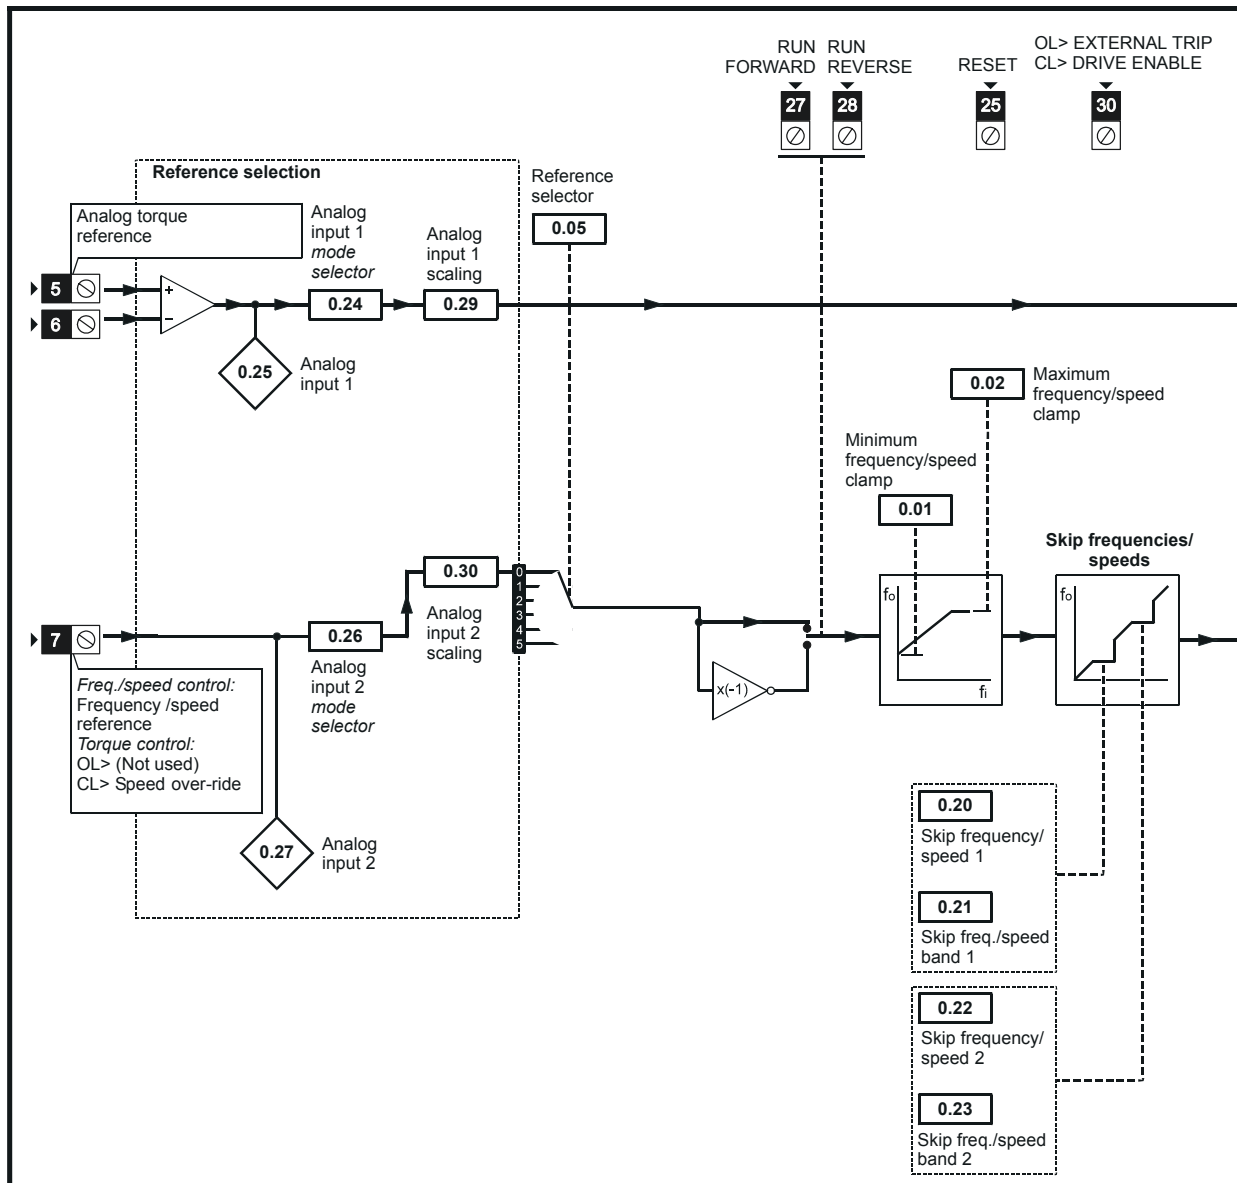 RUN FORWARD
RUN REVERSE
RESET
OL> EXTERNAL TRIP
CL> DRIVE ENABLE
27
28
25
30
Reference selection
Analog torque
reference
5
6
+
−
Analog
input 1
mode
selector
0.24
Analog
input 1
scaling
0.29
Reference
selector
0.05
0.25
Analog
input 1
0.02
Maximum
frequency/speed
clamp
Minimum
frequency/speed
clamp
0.01
Skip frequencies/
speeds
0.30
Analog
input 2
scaling
0
1
2
3
4
5
7
0.26
Analog
input 2
mode
selector
Freq./speed control:
Frequency /speed
reference
Torque control:
OL> (Not used)
CL> Speed over-ride
0.27
Analog
input 2
x(-1)
fo
fi
fo
0.20
Skip frequency/
speed 1
0.21
Skip freq./speed
band 1
0.22
Skip frequency/
speed 2
0.23
Skip freq./speed
band 2